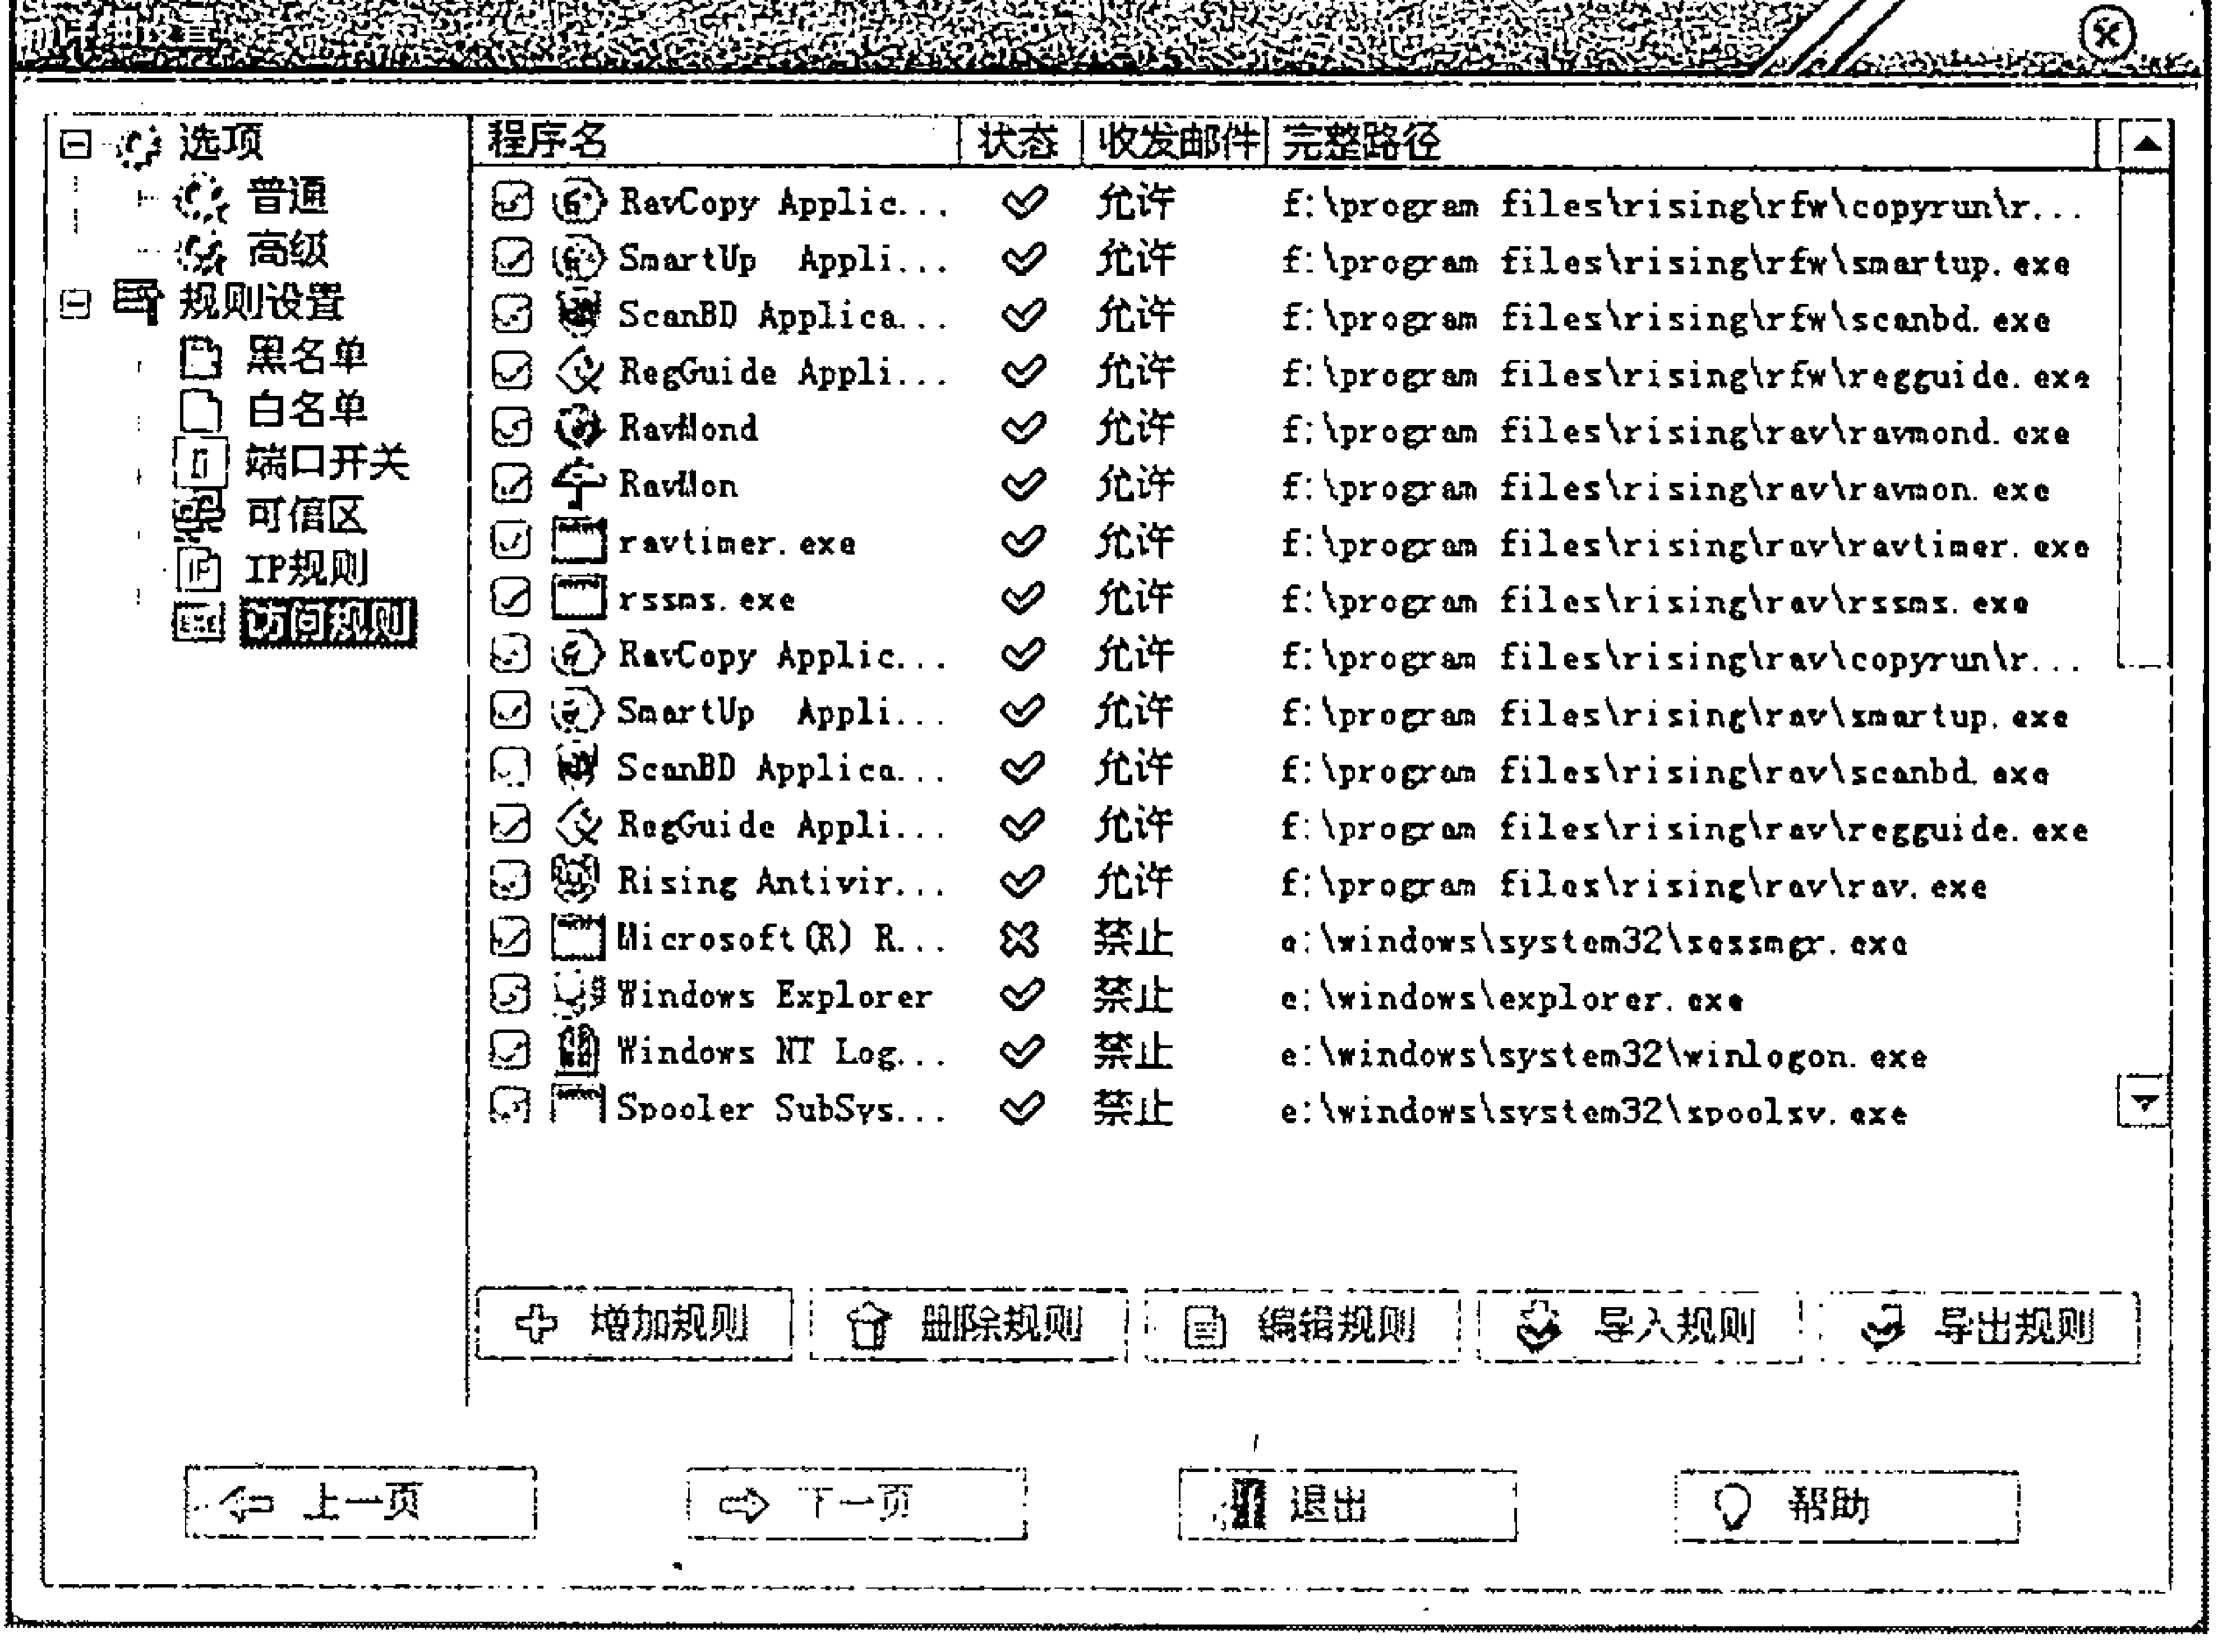 详细设置
选项
普通
高级
规则设置
黑名单
白名单
端口开关
可信区
IP规则
访问规则
程序名 状态 收发邮件 完整路径
RavCopy Applic... 允许 f:\program files\rising\rfw\copyrun\r...
SmartUp Appli... 允许 f:\program files\rising\rfw\smartup.exe
ScanBD Applica... 允许 f:\program files\rising\rfw\scanbd.exe
RegGuide Appli... 允许 f:\program files\rising\rfw\regguide.exe
RavMond 允许 f:\program files\rising\rav\ravmond.exe
RavMon 允许 f:\program files\rising\rav\ravmon.exe
ravtimer.exe 允许 f:\program files\rising\rav\ravtimer.exe
rssms.exe 允许 f:\program files\rising\rav\rssms.exe
RavCopy Applic... 允许 f:\program files\rising\rav\copyrun\r...
SmartUp Appli... 允许 f:\program files\rising\rav\smartup.exe
ScanBD Applica... 允许 f:\program files\rising\rav\scanbd.exe
RegGuide Appli... 允许 f:\program files\rising\rav\regguide.exe
Rising Antivir... 允许 f:\program files\rising\rav\rav.exe
Microsoft(R) R... 禁止 e:\windows\system32\sessmgr.exe
Windows Explorer 禁止 e:\windows\explorer.exe
Windows NT Log... 禁止 e:\windows\system32\winlogon.exe
Spooler SubSys... 禁止 e:\windows\system32\spoolsv.exe
增加规则 删除规则 编辑规则 导入规则 导出规则
上一页 下一页 退出 帮助